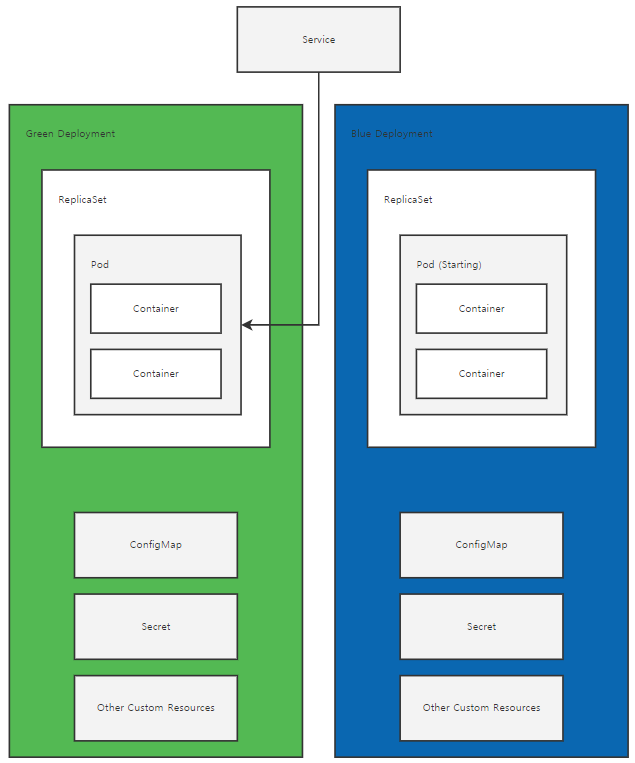 Service
Green Deployment
ReplicaSet
Pod
Container
Container
ConfigMap
Secret
Other Custom Resources
Blue Deployment
ReplicaSet
Pod (Starting)
Container
Container
ConfigMap
Secret
Other Custom Resources